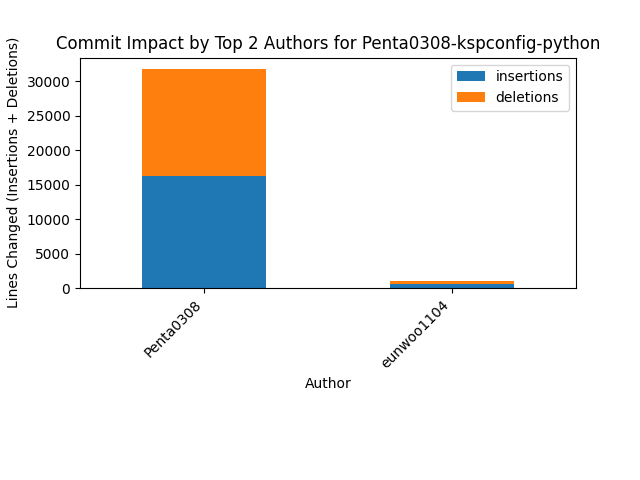 Commit Impact by Top 2 Authors for Penta0308-kspconfig-python
Lines Changed (Insertions + Deletions)
30000
25000
20000
15000
10000
5000
0
insertions
deletions
Penta0308
eunwoo1104
Author